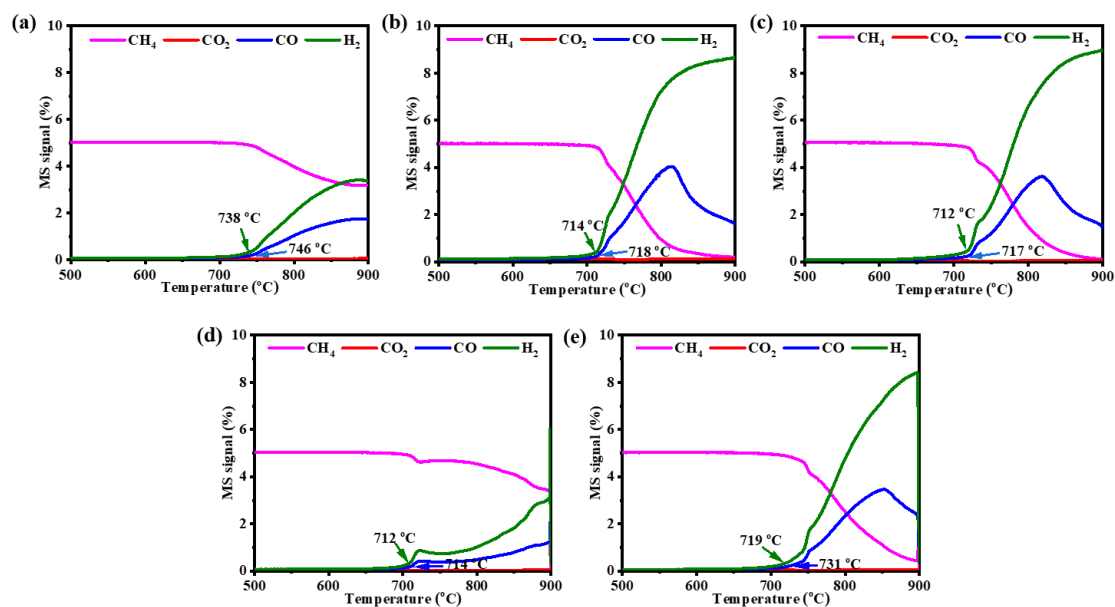 (a)
CH₄ CO₂ CO H₂
MS signal (%)
10
8
6
4
2
0
738 °C
746 °C
500 600 700 800 900
Temperature (°C)
(b)
CH₄ CO₂ CO H₂
MS signal (%)
10
8
6
4
2
0
714 °C
718 °C
500 600 700 800 900
Temperature (°C)
(c)
CH₄ CO₂ CO H₂
MS signal (%)
10
8
6
4
2
0
712 °C
717 °C
500 600 700 800 900
Temperature (°C)
(d)
CH₄ CO₂ CO H₂
MS signal (%)
10
8
6
4
2
0
712 °C
714 °C
500 600 700 800 900
Temperature (°C)
(e)
CH₄ CO₂ CO H₂
MS signal (%)
10
8
6
4
2
0
719 °C
731 °C
500 600 700 800 900
Temperature (°C)